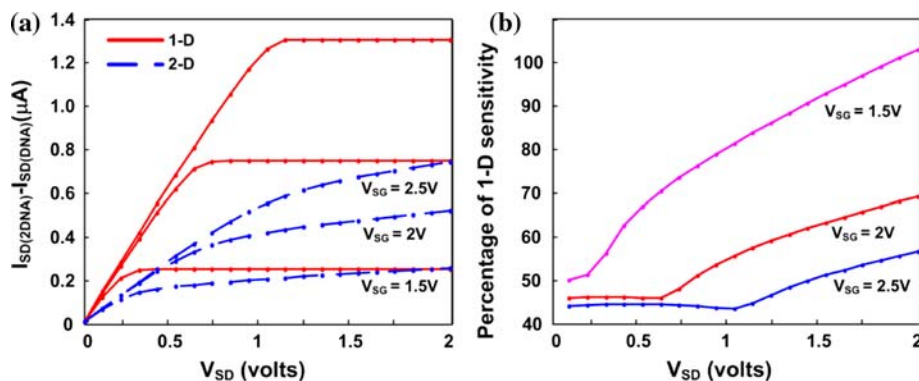 (a)
1.4
1.2
1
0.8
0.6
0.4
0.2
0
I_SD(2DNA)-I_SD(DNA)(μA)
1-D
2-D
V_SG = 2.5V
V_SG = 2V
V_SG = 1.5V
0 0.5 1 1.5 2
V_SD (volts)
(b)
100
90
80
70
60
50
40
Percentage of 1-D sensitivity
V_SG = 1.5V
V_SG = 2V
V_SG = 2.5V
0 0.5 1 1.5 2
V_SD (volts)